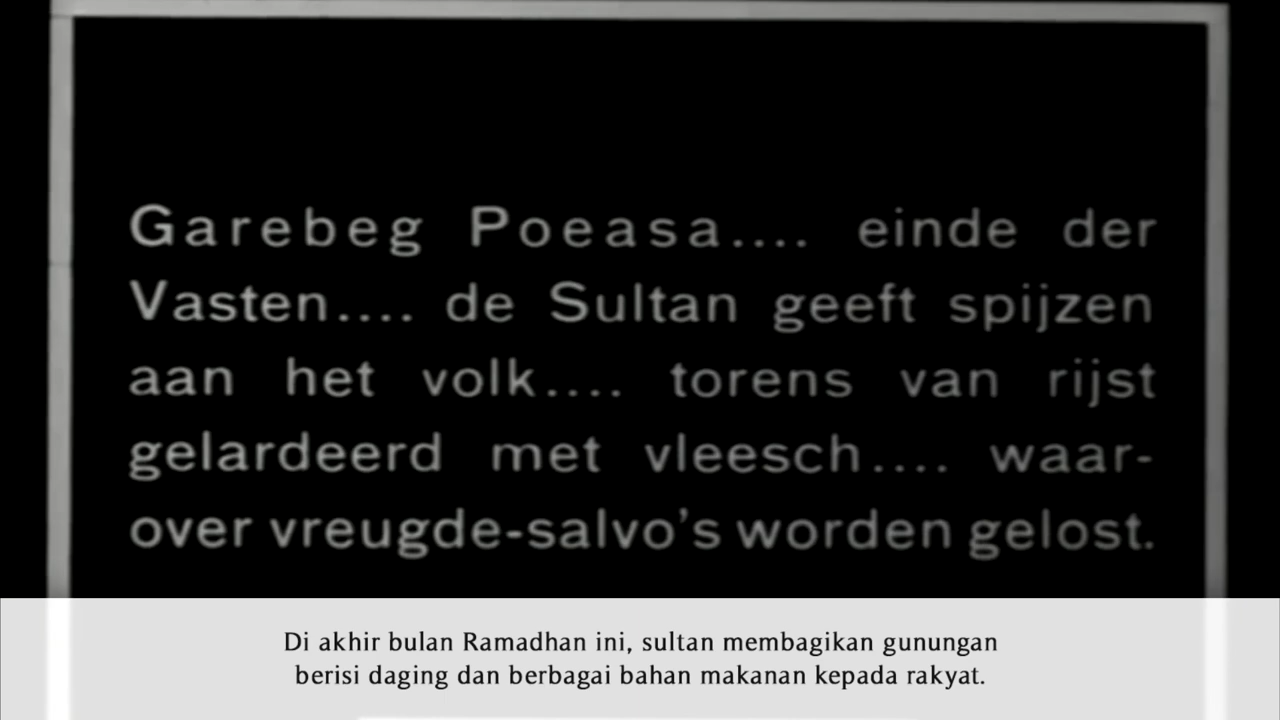 Garebeg Poeasa.... einde der
Vasten.... de Sultan geeft spijzen
aan het volk.... torens van rijst
gelardeerd met vleesch.... waar-
over vreugde-salvo's worden gelost.
Di akhir bulan Ramadhan ini, sultan membagikan gunungan
berisi daging dan berbagai bahan makanan kepada rakyat.